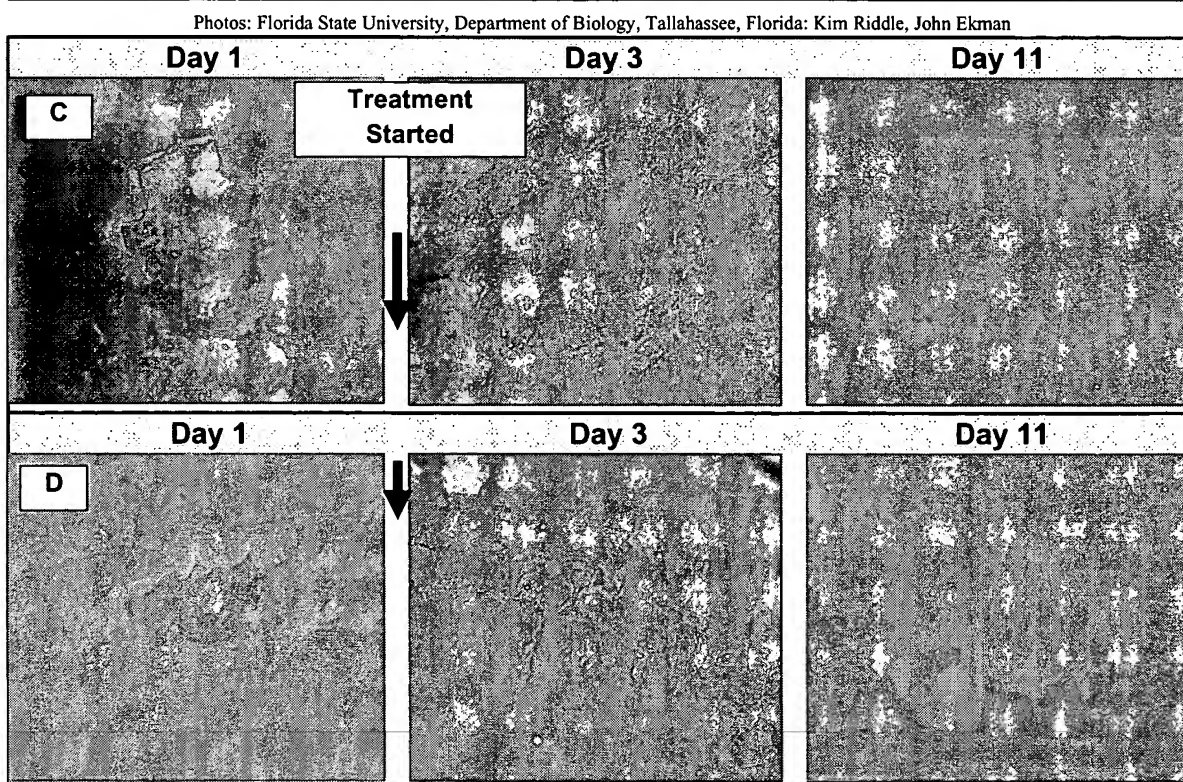 Photos: Florida State University, Department of Biology, Tallahassee, Florida: Kim Riddle, John Ekman
Day 1 Day 3 Day 11
C
Treatment
Started
Day 1 Day 3 Day 11
D